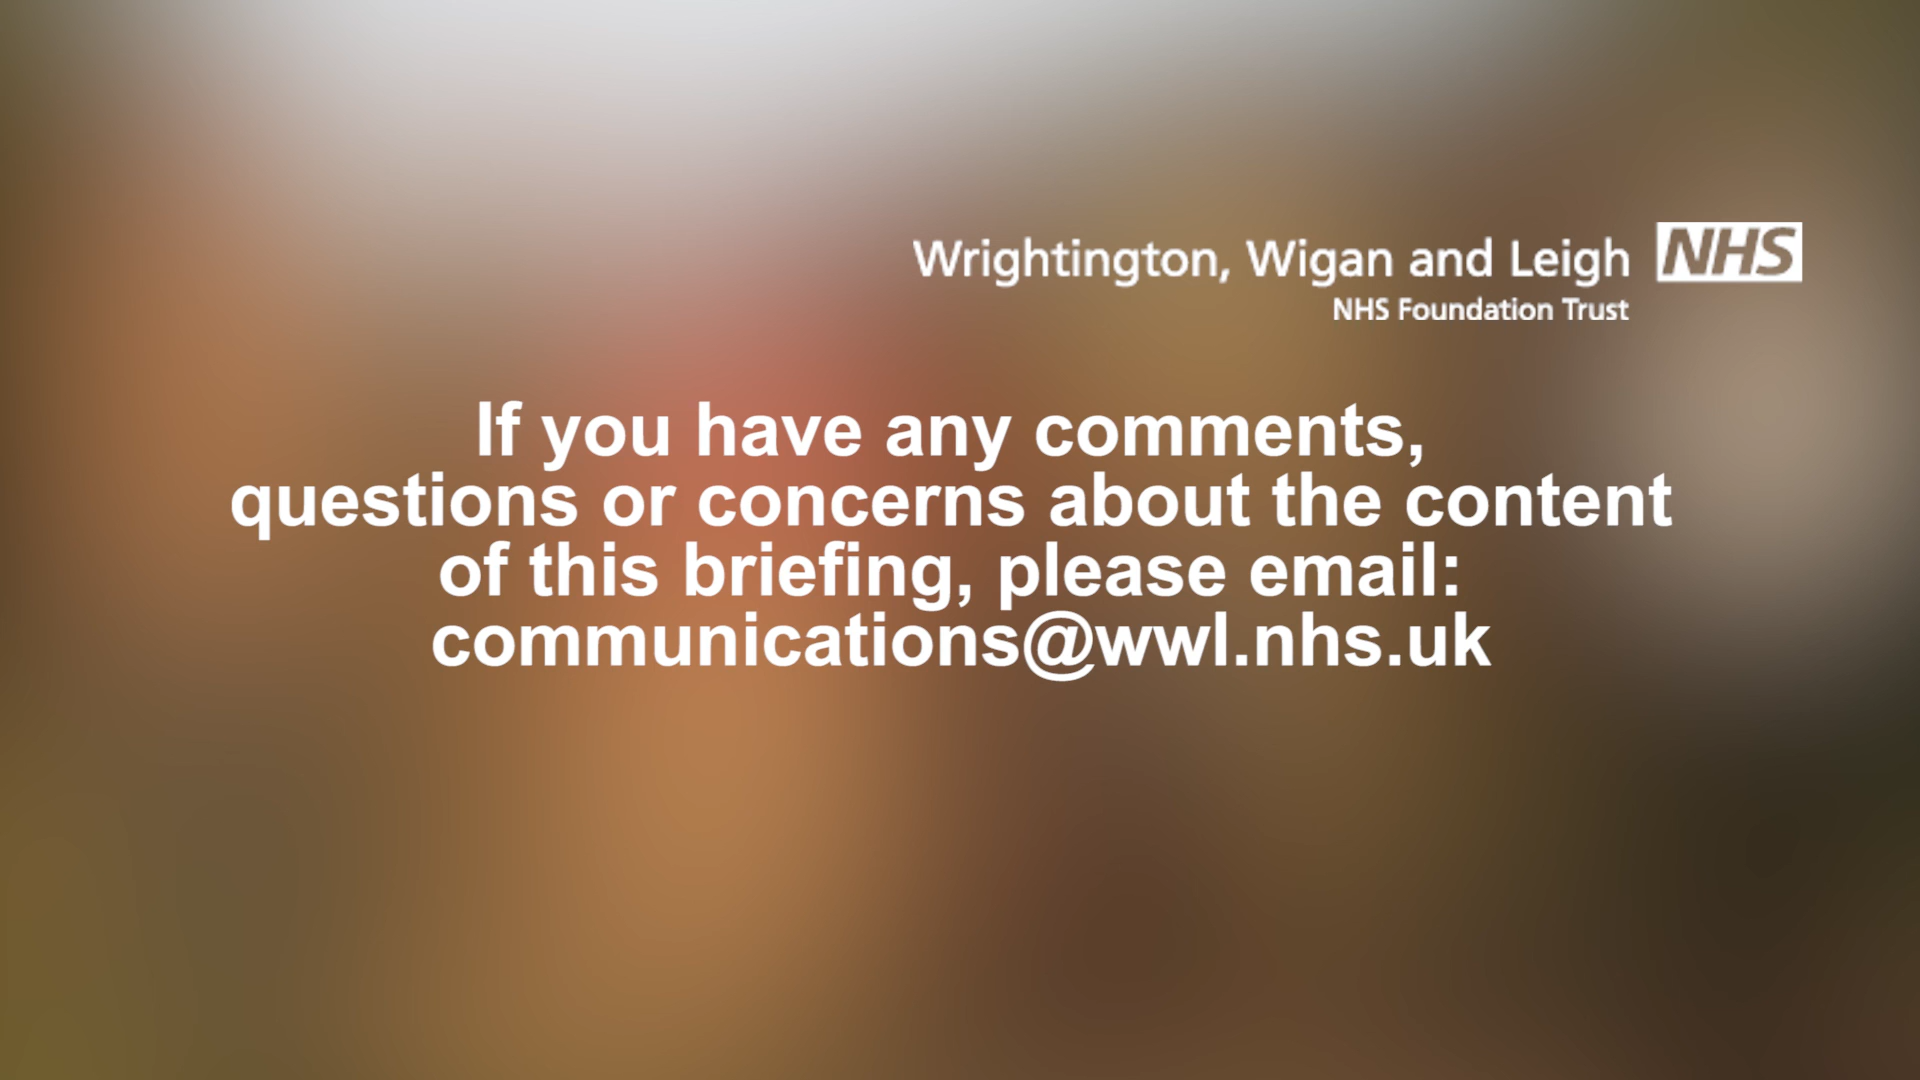 Wrightington, Wigan and Leigh NHS
NHS Foundation Trust
If you have any comments,
questions or concerns about the content
of this briefing, please email:
communications@wwl.nhs.uk